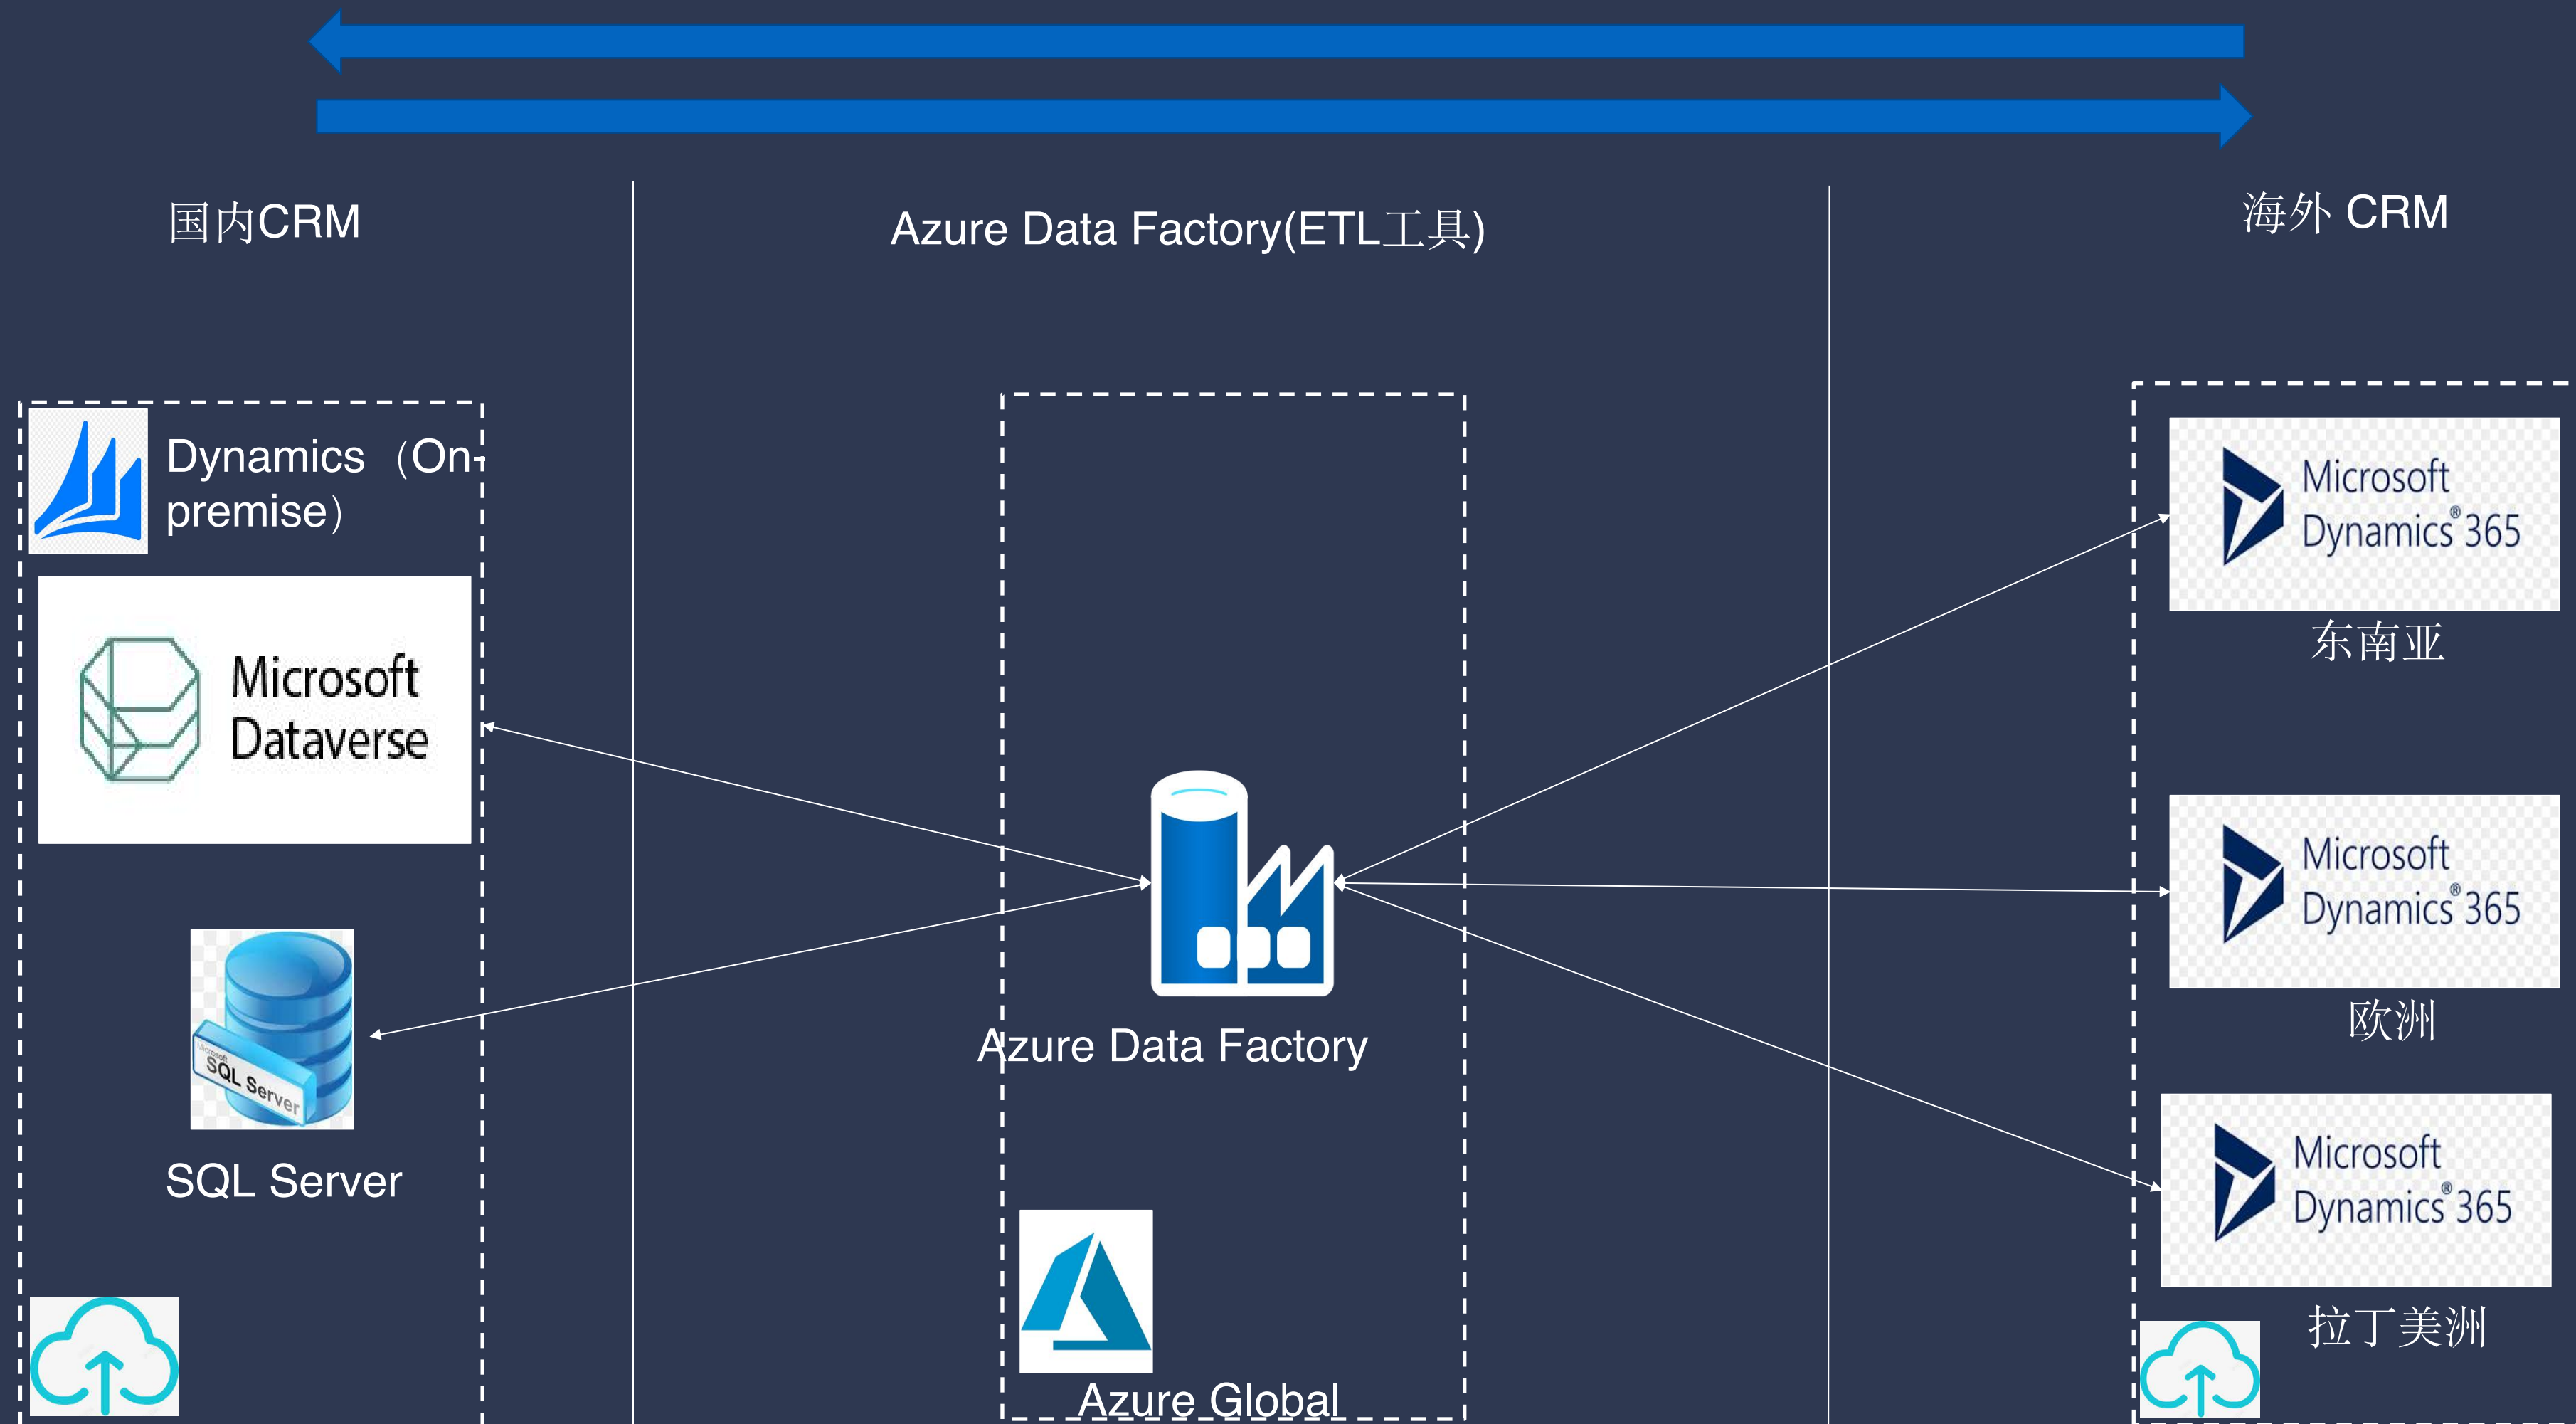 国内CRM
Azure Data Factory(ETL工具)
海外 CRM
Dynamics（On-
premise）
Microsoft
Dataverse
Microsoft
SQL Server
SQL Server
Azure Data Factory
Azure Global
Microsoft
Dynamics® 365
东南亚
Microsoft
Dynamics® 365
欧洲
Microsoft
Dynamics® 365
拉丁美洲